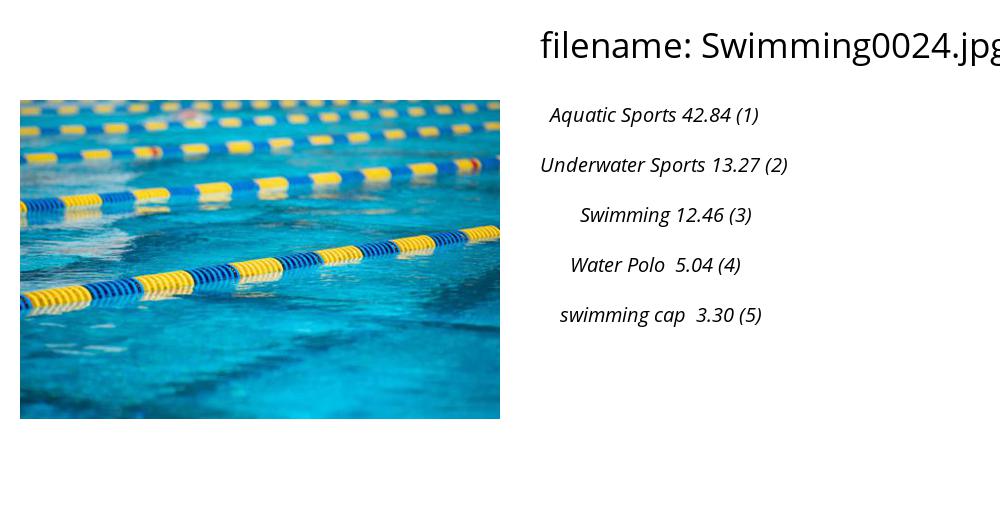 filename: Swimming0024.jpg
Aquatic Sports 42.84 (1)
Underwater Sports 13.27 (2)
Swimming 12.46 (3)
Water Polo  5.04 (4)
swimming cap  3.30 (5)